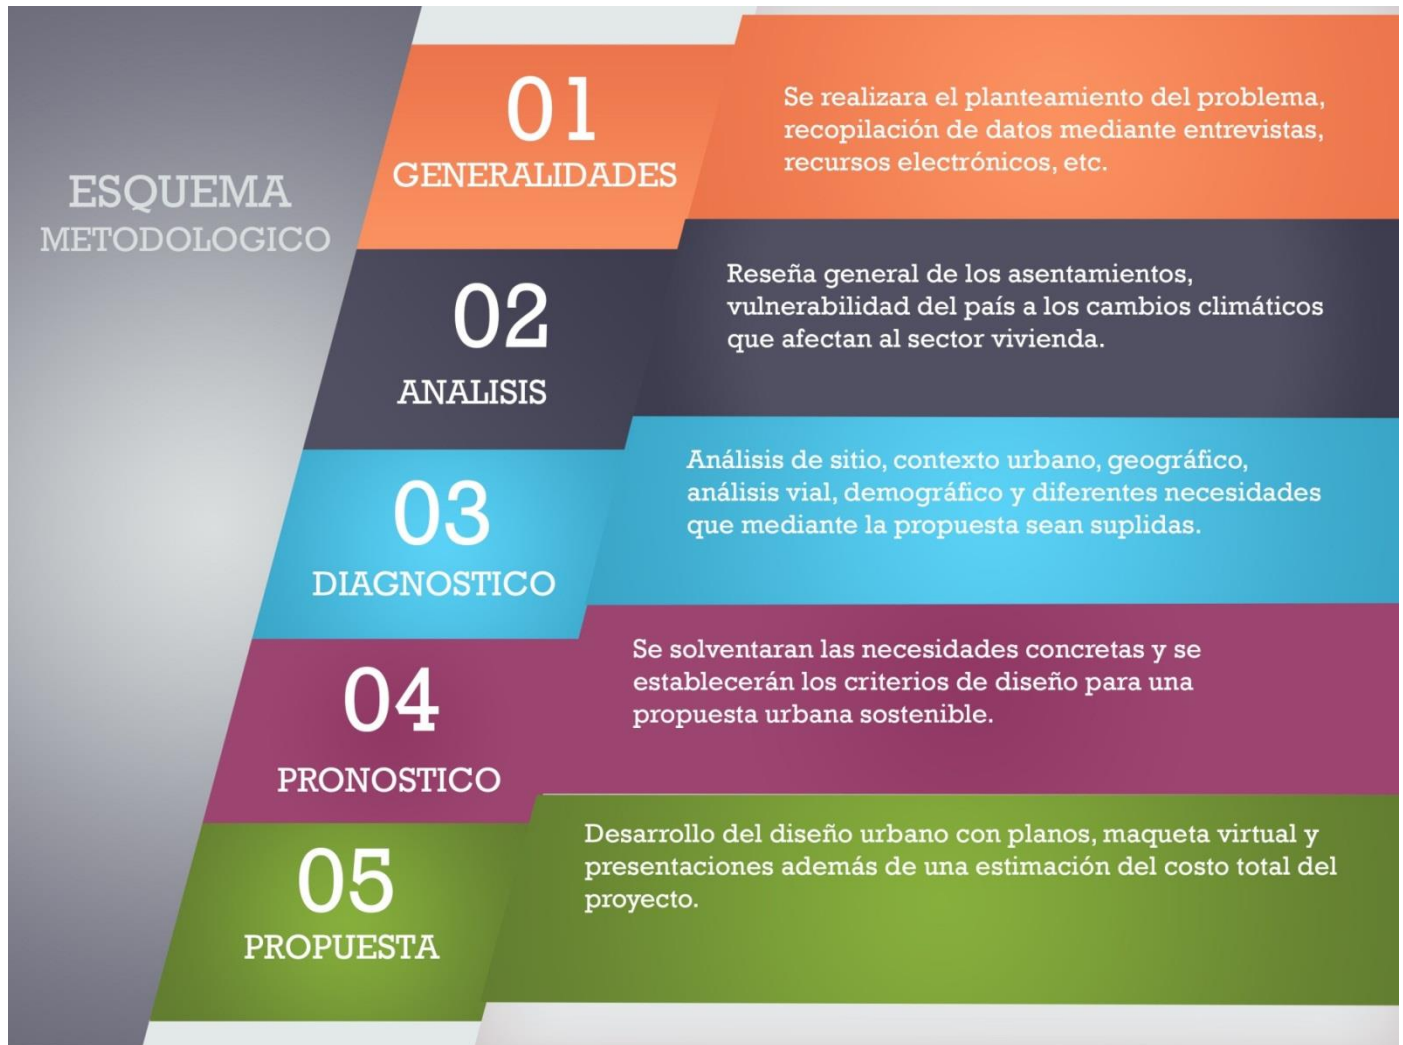 ESQUEMA
METODOLOGICO
01
GENERALIDADES
Se realizara el planteamiento del problema,
recopilación de datos mediante entrevistas,
recursos electrónicos, etc.
02
ANALISIS
Reseña general de los asentamientos,
vulnerabilidad del país a los cambios climáticos
que afectan al sector vivienda.
03
DIAGNOSTICO
Análisis de sitio, contexto urbano, geográfico,
análisis vial, demográfico y diferentes necesidades
que mediante la propuesta sean suplidas.
04
PRONOSTICO
Se solventaran las necesidades concretas y se
establecerán los criterios de diseño para una
propuesta urbana sostenible.
05
PROPUESTA
Desarrollo del diseño urbano con planos, maqueta virtual y
presentaciones además de una estimación del costo total del
proyecto.